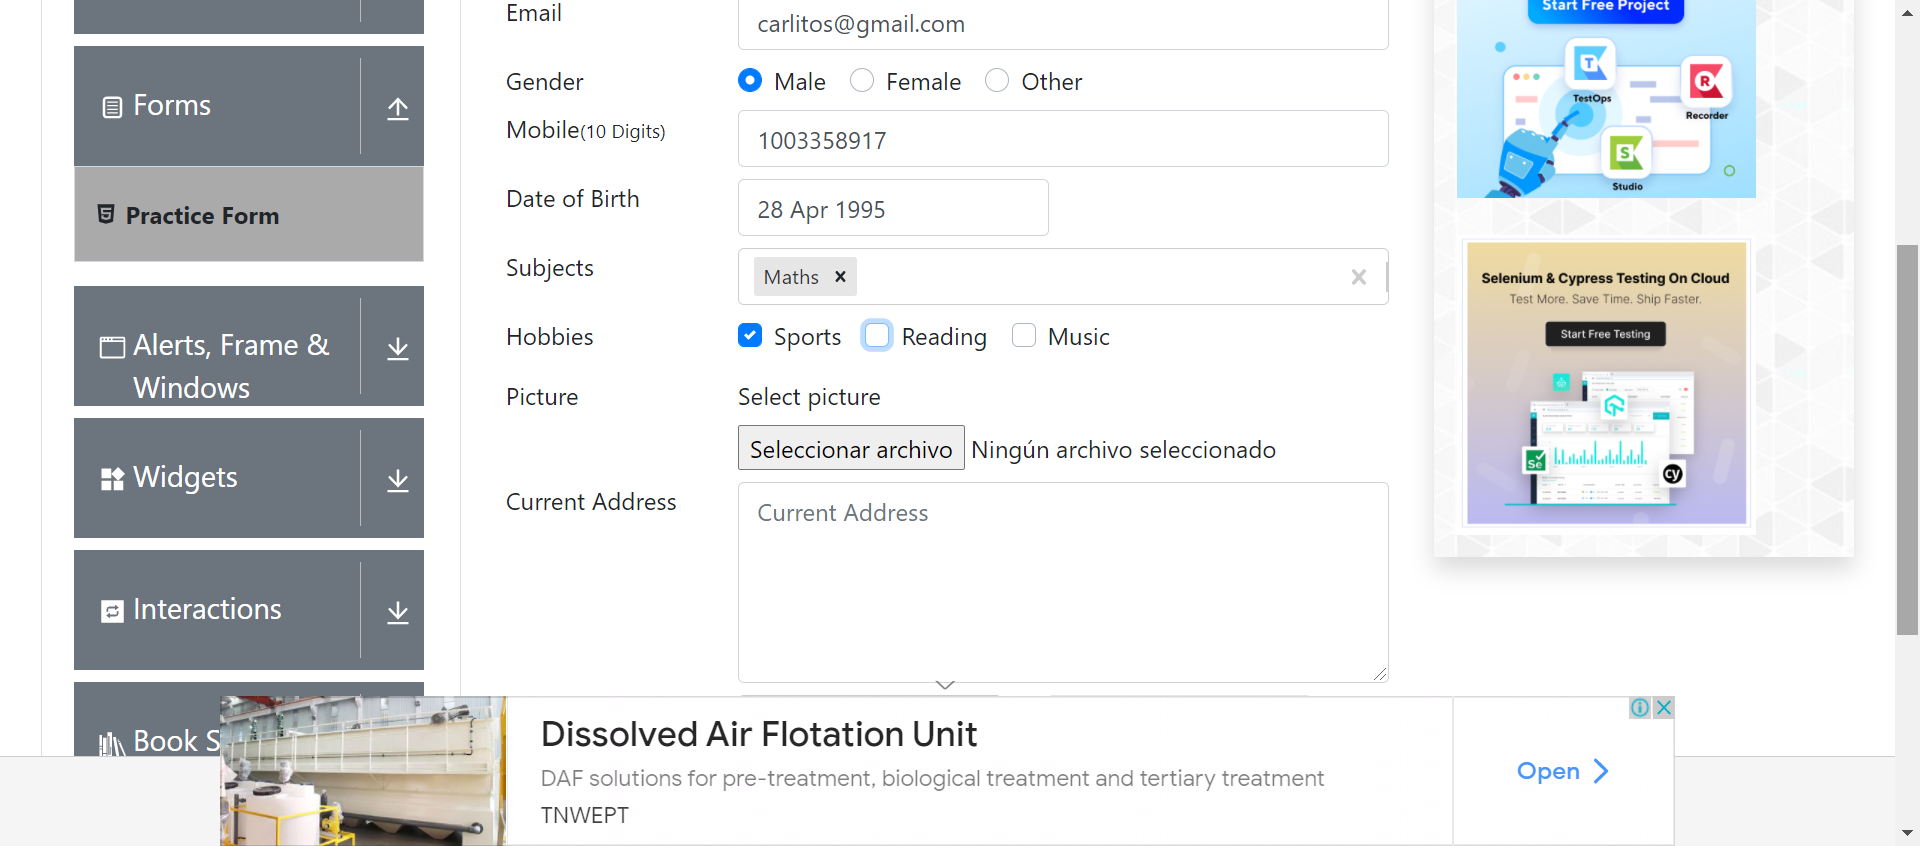 Forms
Practice Form
Alerts, Frame &
Windows
Widgets
Interactions
Book S
Email
carlitos@gmail.com
Gender
Male
Female
Other
Mobile(10 Digits)
1003358917
Date of Birth
28 Apr 1995
Subjects
Maths
Hobbies
Sports
Reading
Music
Picture
Select picture
Seleccionar archivo Ningún archivo seleccionado
Current Address
Current Address
Start Free Project
TestOps
Recorder
Studio
Selenium & Cypress Testing On Cloud
Test More. Save Time. Ship Faster.
Start Free Testing
Se
cy
Dissolved Air Flotation Unit
DAF solutions for pre-treatment, biological treatment and tertiary treatment
TNWEPT
Open